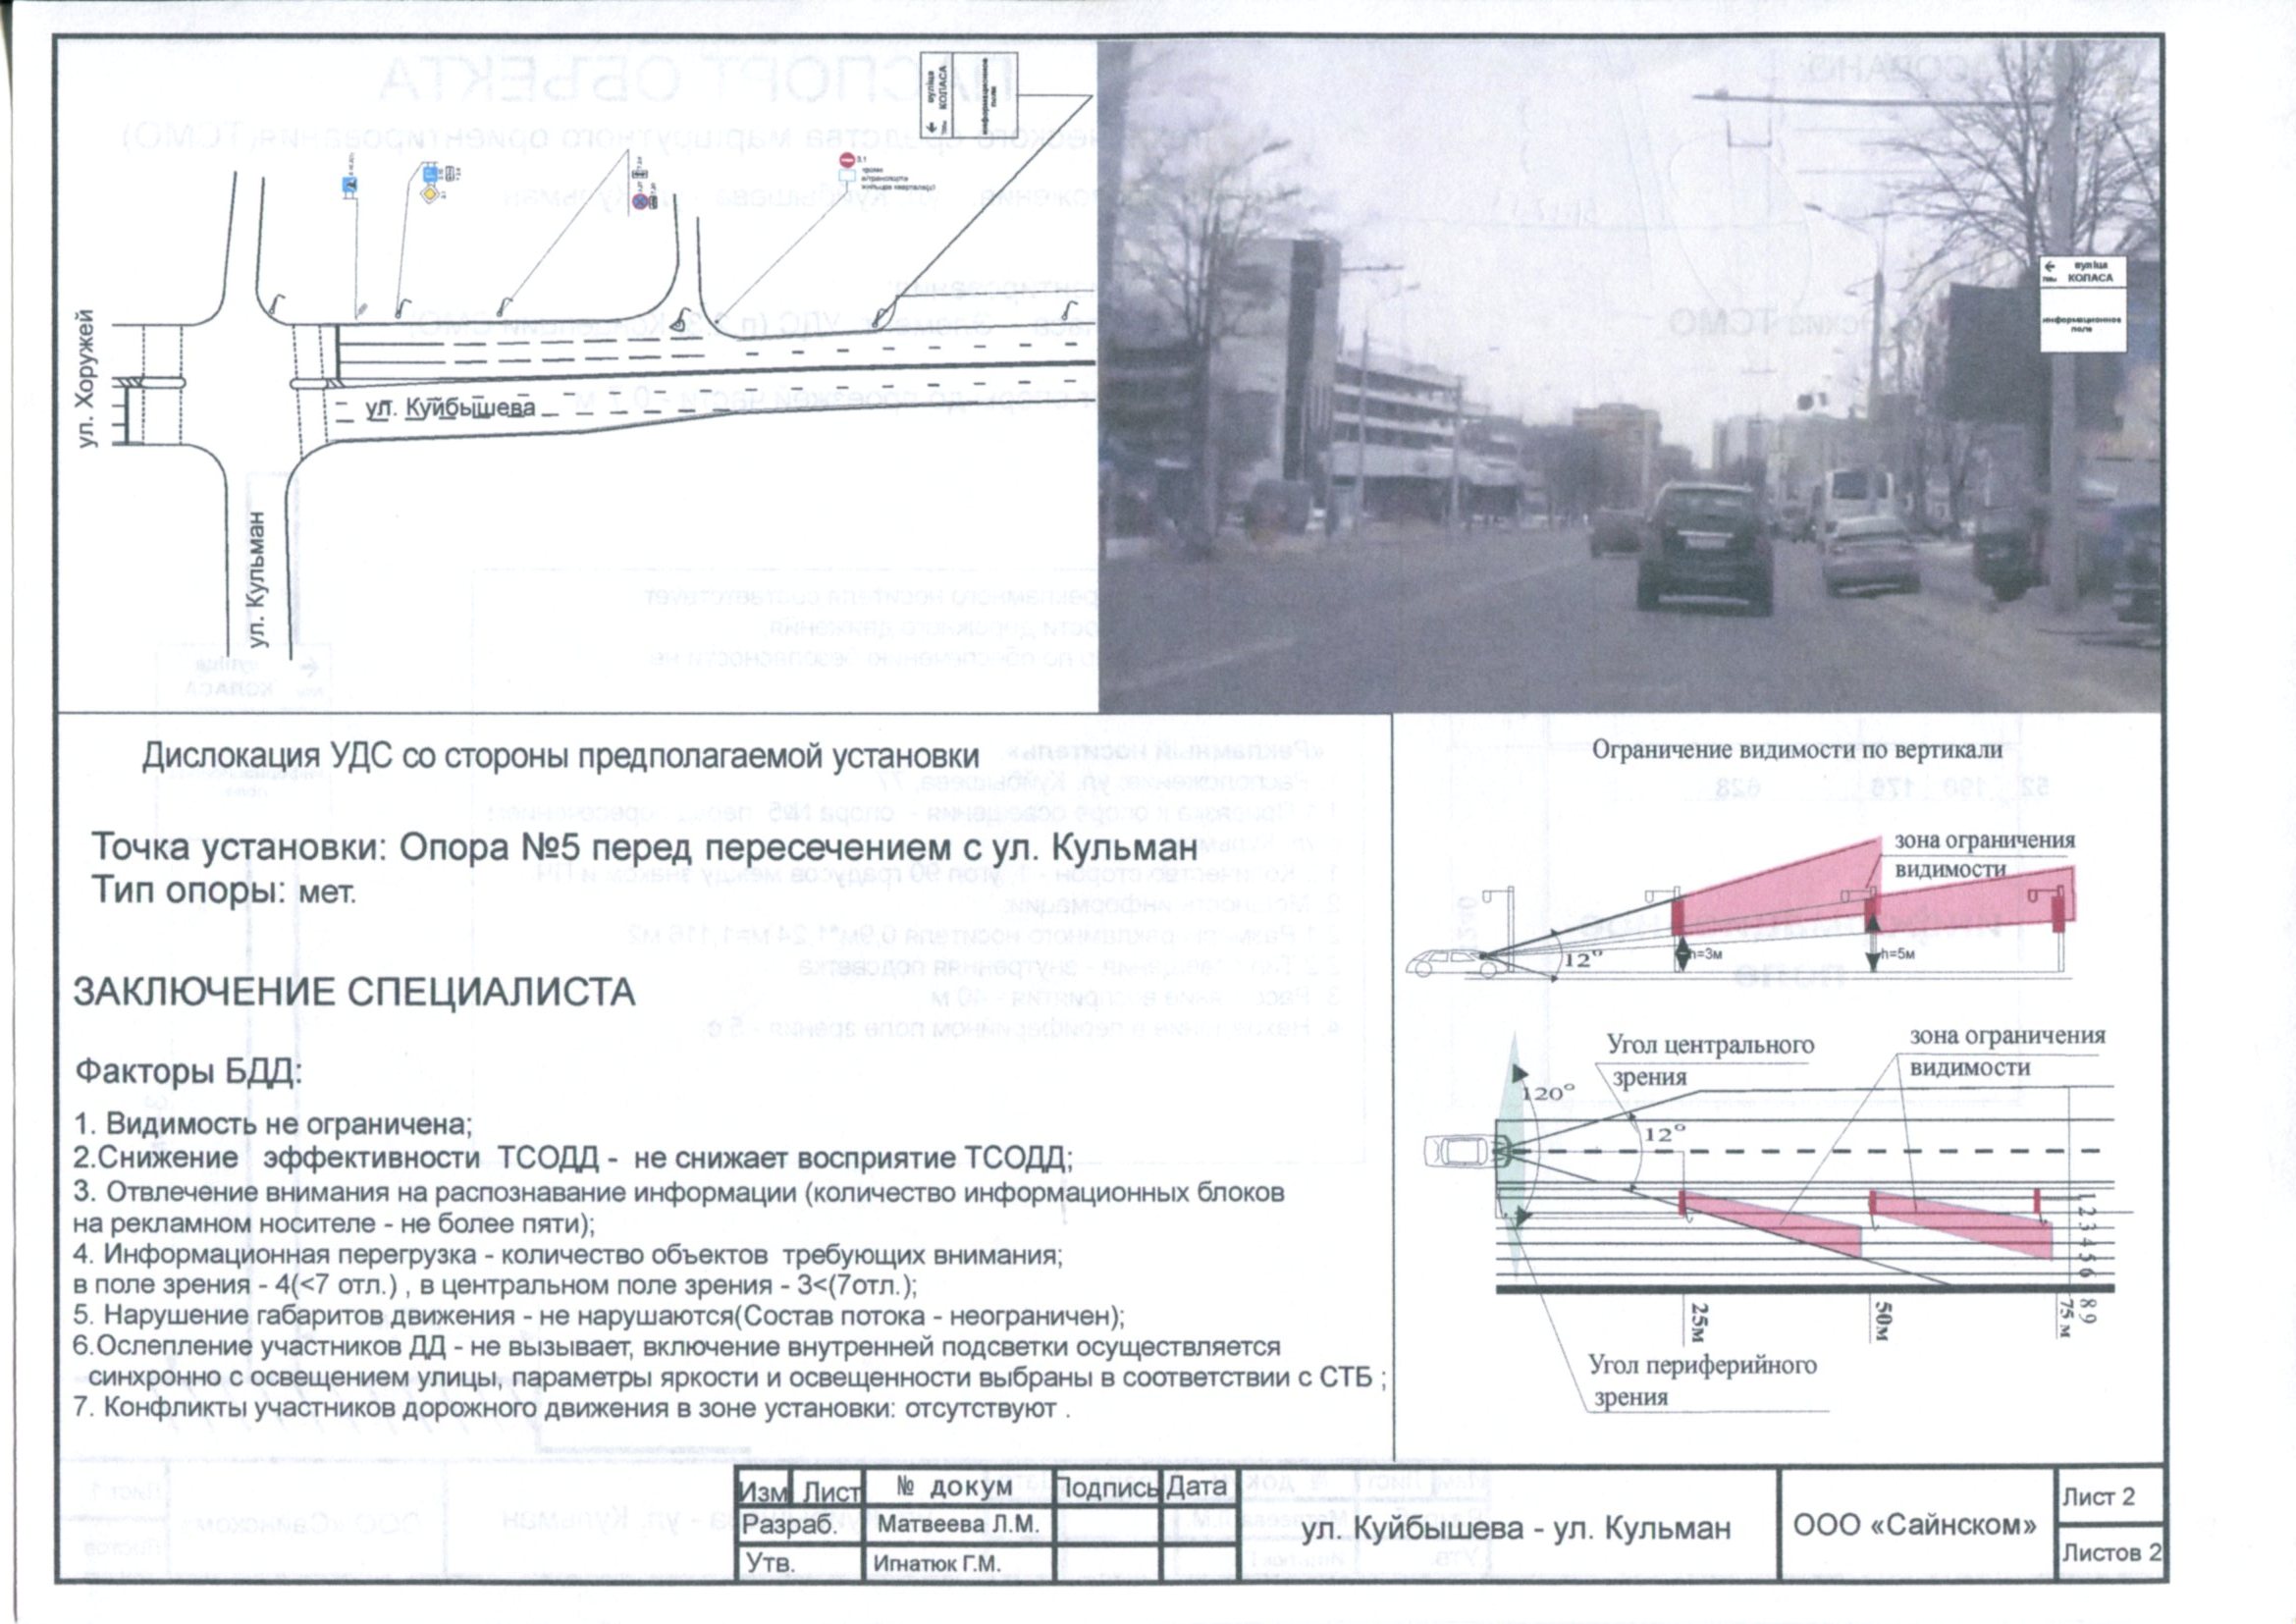 ← вуліца
КОЛАСА
информационное
поле
3.1
← вуліца
КОЛАСА
информационное
поле
ул. Хоружей
ул. Куйбышева
ул. Кульман
Дислокация УДС со стороны предполагаемой установки
Точка установки: Опора №5 перед пересечением с ул. Кульман
Тип опоры: мет.
ЗАКЛЮЧЕНИЕ СПЕЦИАЛИСТА
Факторы БДД:
1. Видимость не ограничена;
2.Снижение эффективности ТСОДД - не снижает восприятие ТСОДД;
3. Отвлечение внимания на распознавание информации (количество информационных блоков
на рекламном носителе - не более пяти);
4. Информационная перегрузка - количество объектов требующих внимания;
в поле зрения - 4(<7 отл.) , в центральном поле зрения - 3<(7отл.);
5. Нарушение габаритов движения - не нарушаются(Состав потока - неограничен);
6.Ослепление участников ДД - не вызывает, включение внутренней подсветки осуществляется
синхронно с освещением улицы, параметры яркости и освещенности выбраны в соответствии с СТБ ;
7. Конфликты участников дорожного движения в зоне установки: отсутствуют .
Ограничение видимости по вертикали
зона ограничения
видимости
12°
h=3м
h=5м
Угол центрального
зрения
зона ограничения
видимости
120°
12°
1 2 3 4 5 6 8 9
25м
50м
75 м
Угол периферийного
зрения
Изм Лист № докум Подпись Дата
Разраб. Матвеева Л.М.
Утв. Игнатюк Г.М.
ул. Куйбышева - ул. Кульман
ООО «Сайнском»
Лист 2
Листов 2